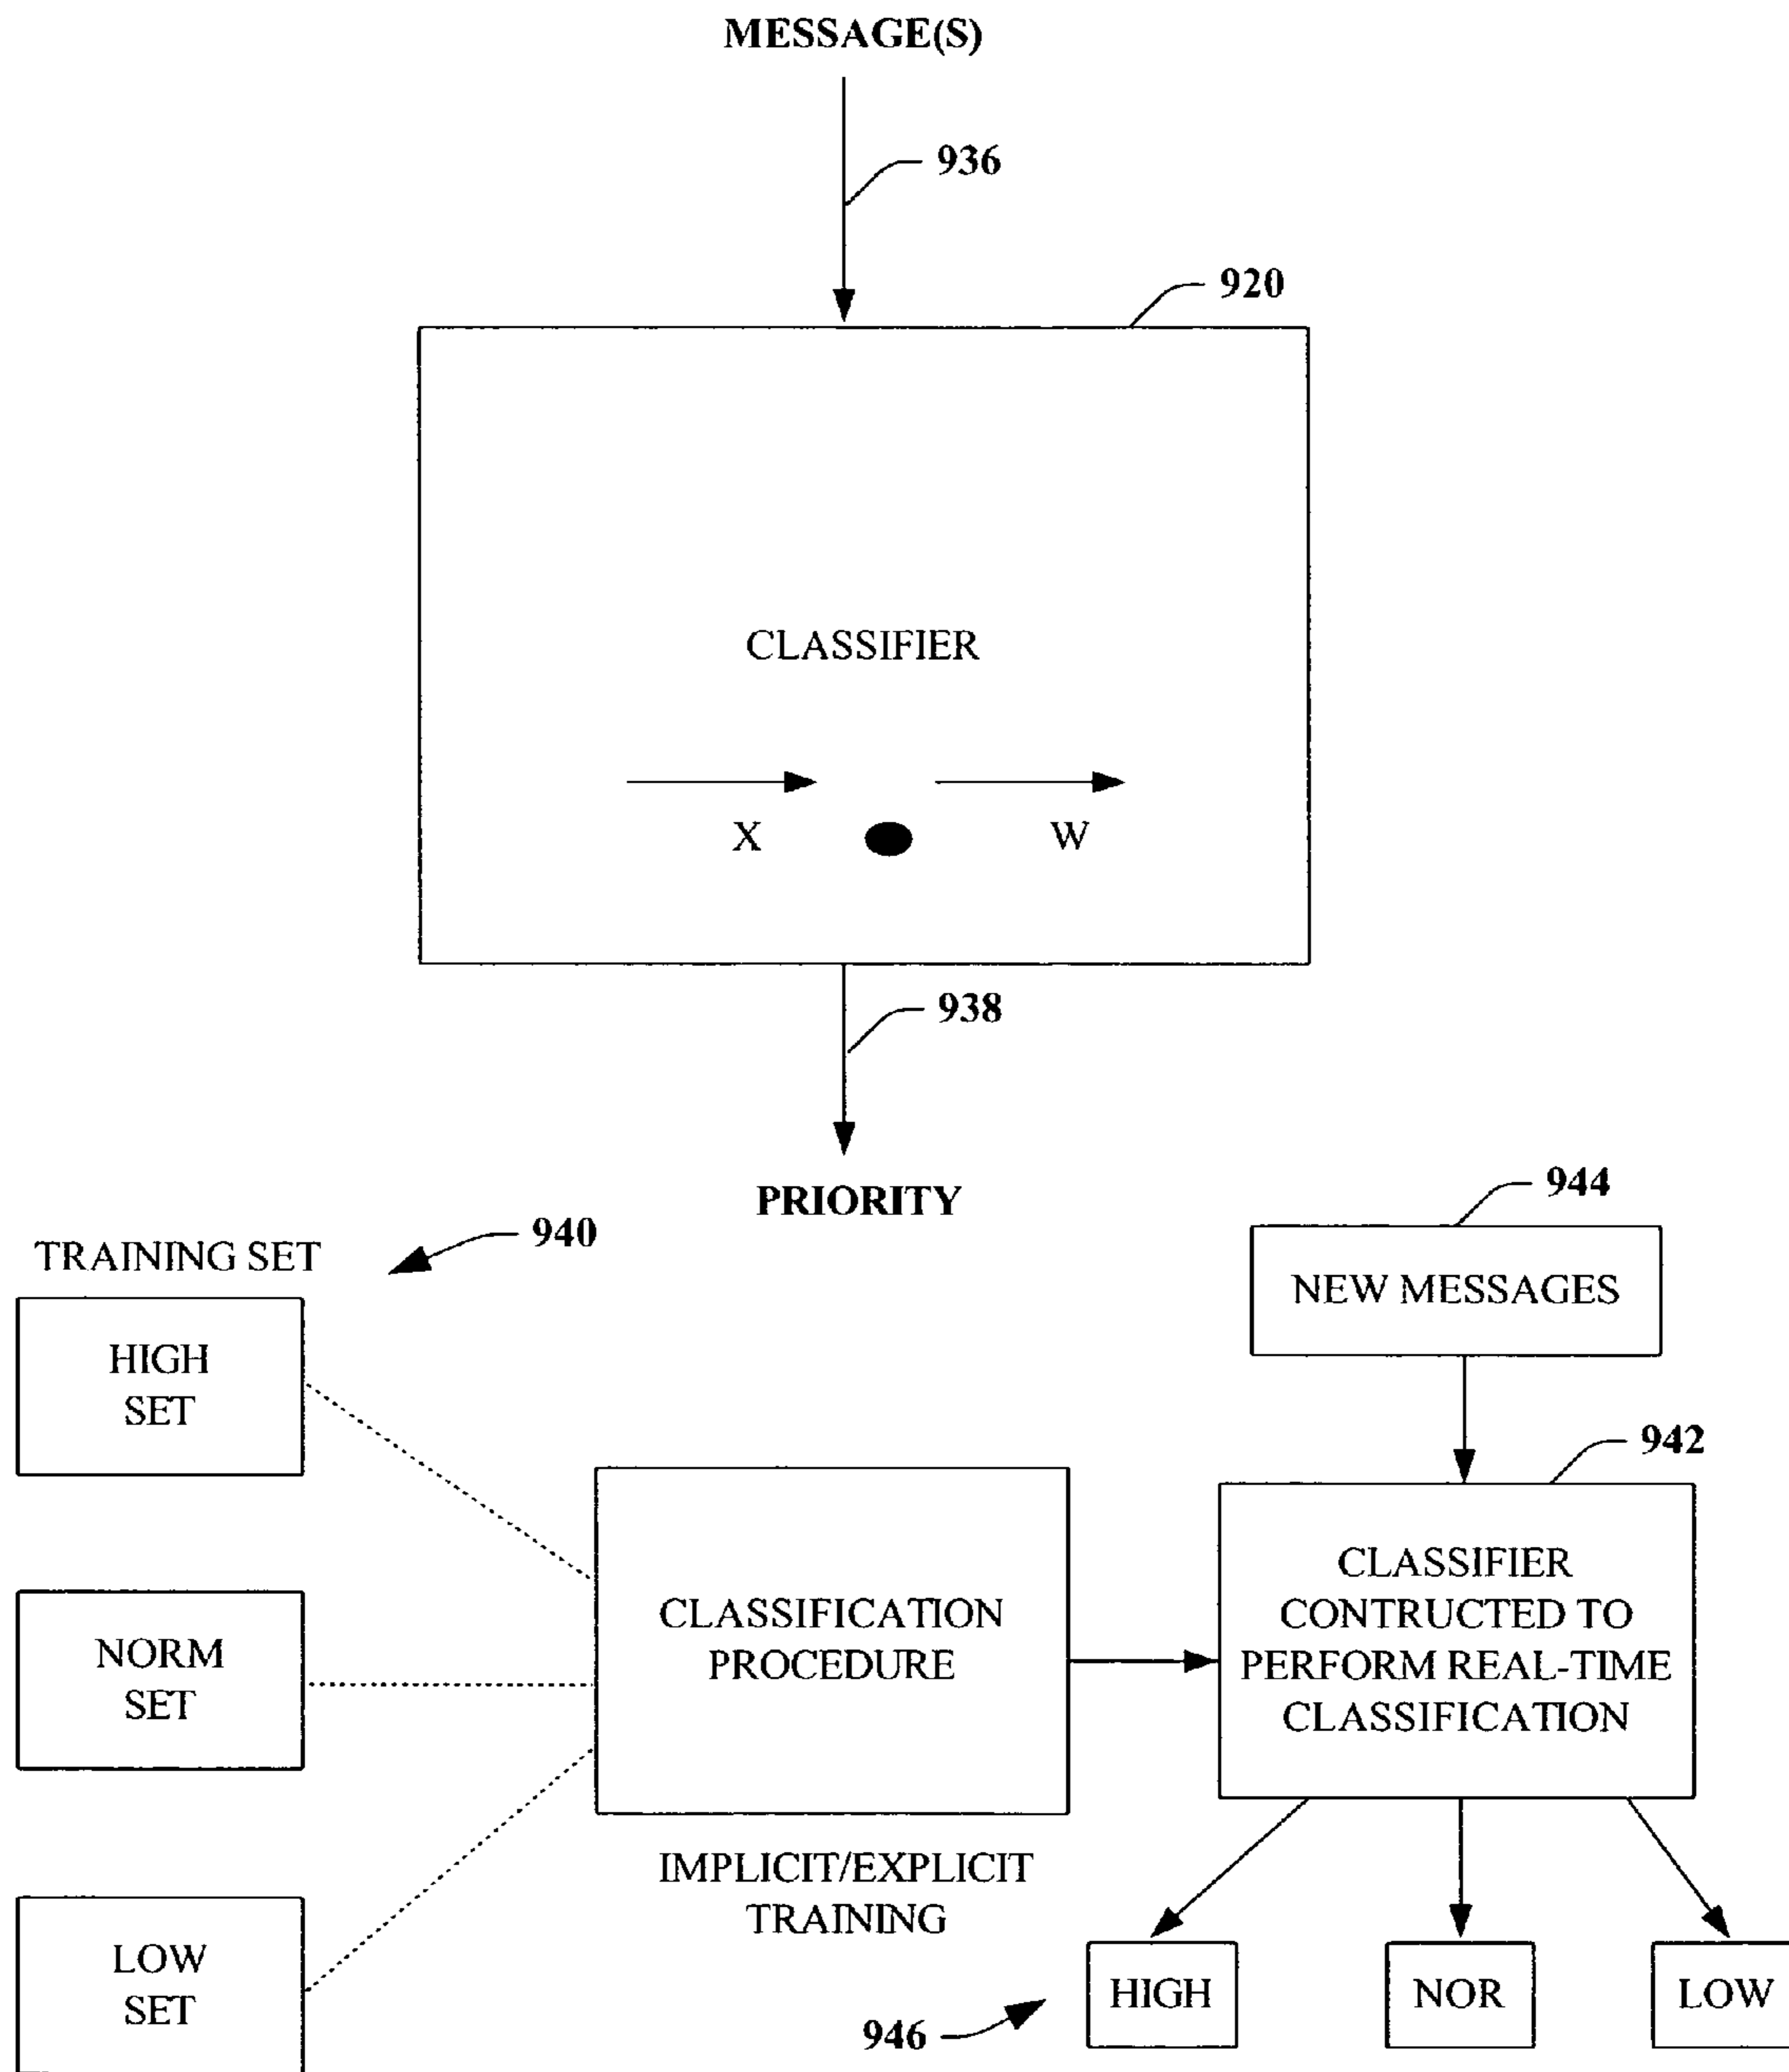 MESSAGE(S)
936
920
CLASSIFIER
X
W
938
PRIORITY
944
940
TRAINING SET
NEW MESSAGES
HIGH
SET
942
CLASSIFIER
CONTRUCTED TO
PERFORM REAL-TIME
CLASSIFICATION
CLASSIFICATION
PROCEDURE
NORM
SET
IMPLICIT/EXPLICIT
TRAINING
LOW
SET
HIGH
NOR
LOW
946